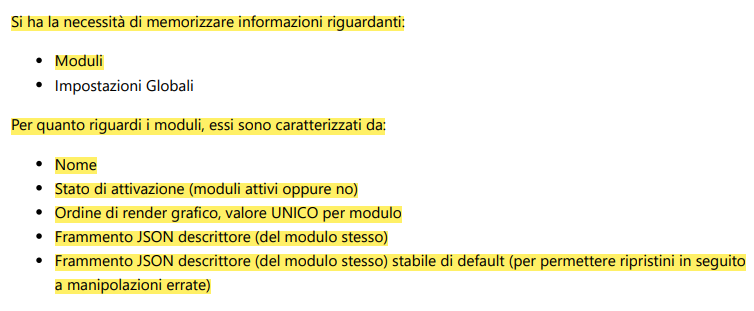 Si ha la necessità di memorizzare informazioni riguardanti:
• Moduli
• Impostazioni Globali
Per quanto riguardi i moduli, essi sono caratterizzati da:
• Nome
• Stato di attivazione (moduli attivi oppure no)
• Ordine di render grafico, valore UNICO per modulo
• Frammento JSON descrittore (del modulo stesso)
• Frammento JSON descrittore (del modulo stesso) stabile di default (per permettere ripristini in seguito
a manipolazioni errate)